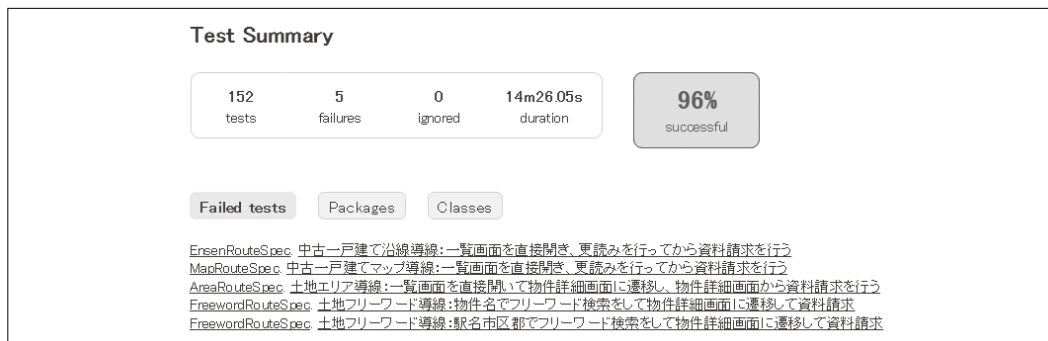 Test Summary
152 5 0 14m26.05s 96%
tests failures ignored duration successful
Failed tests Packages Classes
EnsenRouteSpec. 中古一戸建て沿線導線:一覧画面を直接開き、更読みを行ってから資料請求を行う
MapRouteSpec. 中古一戸建てマップ導線:一覧画面を直接開き、更読みを行ってから資料請求を行う
AreaRouteSpec. 土地エリア導線:一覧画面を直接開いて物件詳細画面に遷移し、物件詳細画面から資料請求を行う
FreewordRouteSpec. 土地フリーワード導線:物件名でフリーワード検索をして物件詳細画面に遷移して資料請求
FreewordRouteSpec. 土地フリーワード導線:駅名市区都でフリーワード検索をして物件詳細画面に遷移して資料請求